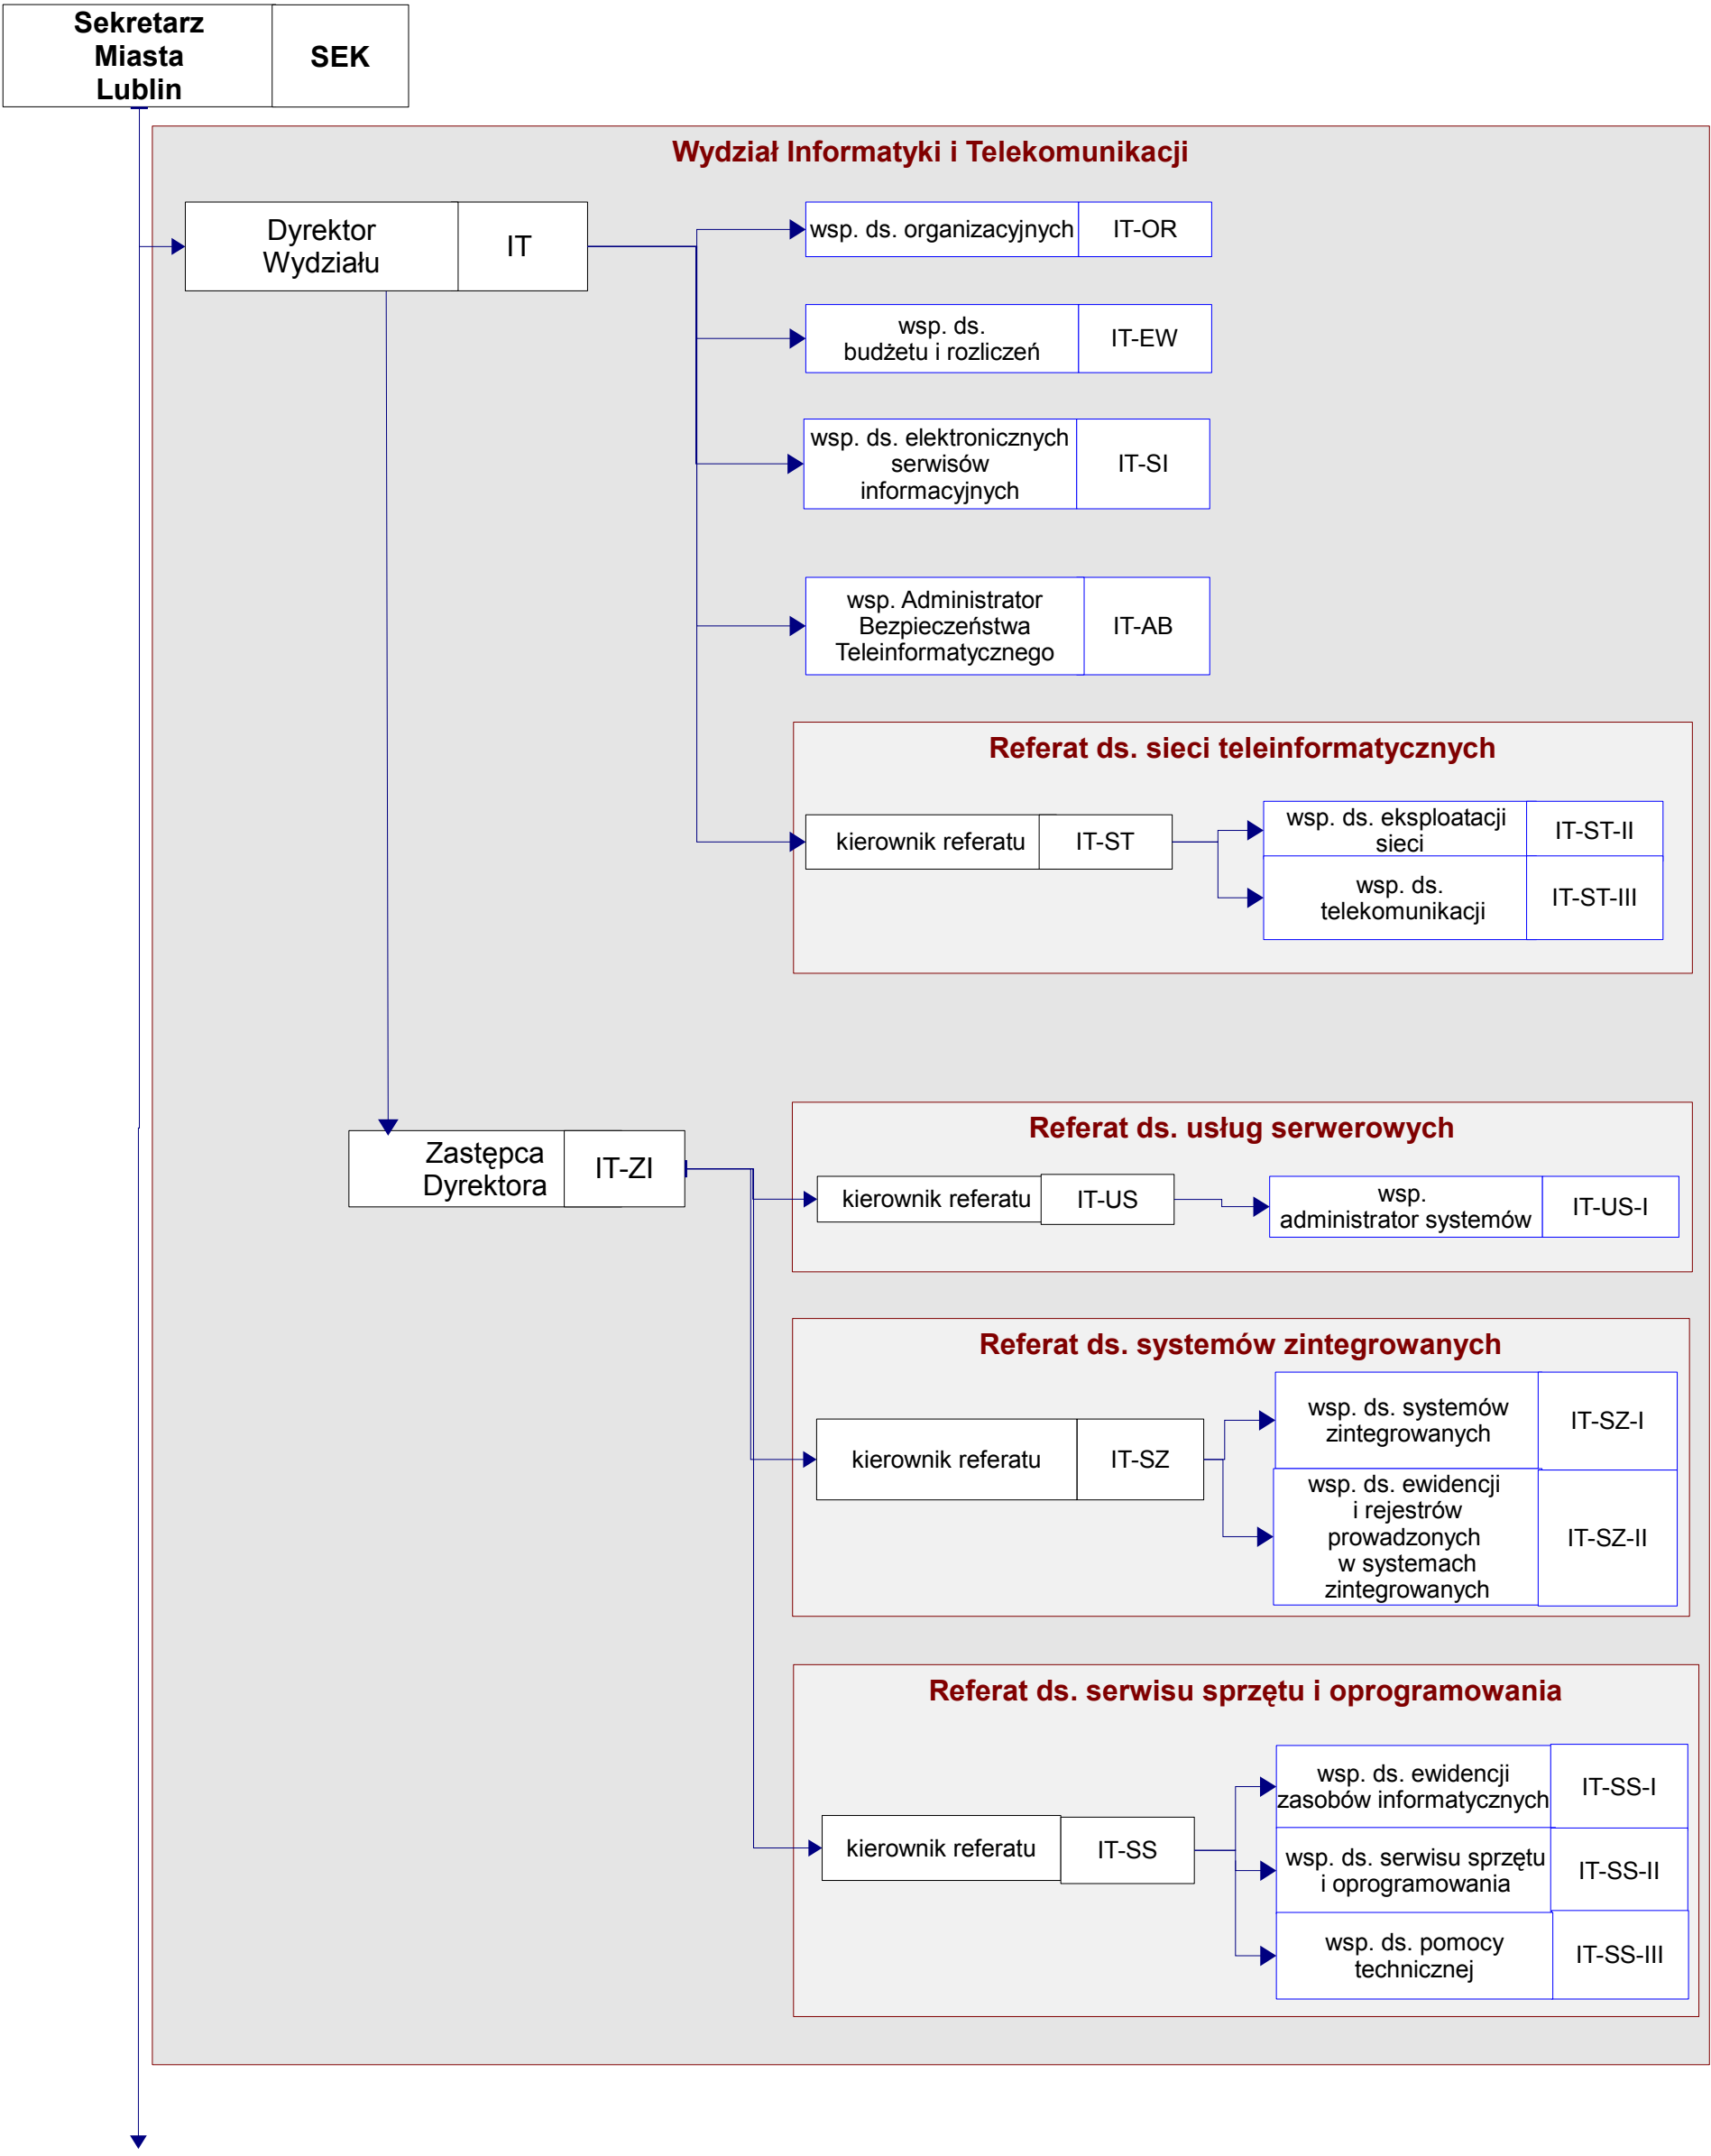 Sekretarz
Miasta
Lublin
SEK
Wydział Informatyki i Telekomunikacji
Dyrektor
Wydziału
IT
wsp. ds. organizacyjnych
IT-OR
wsp. ds.
budżetu i rozliczeń
IT-EW
wsp. ds. elektronicznych
serwisów
informacyjnych
IT-SI
wsp. Administrator
Bezpieczeństwa
Teleinformatycznego
IT-AB
Referat ds. sieci teleinformatycznych
kierownik referatu
IT-ST
wsp. ds. eksploatacji
sieci
IT-ST-II
wsp. ds.
telekomunikacji
IT-ST-III
Zastępca
Dyrektora
IT-ZI
Referat ds. usług serwerowych
kierownik referatu
IT-US
wsp.
administrator systemów
IT-US-I
Referat ds. systemów zintegrowanych
kierownik referatu
IT-SZ
wsp. ds. systemów
zintegrowanych
IT-SZ-I
wsp. ds. ewidencji
i rejestrów
prowadzonych
w systemach
zintegrowanych
IT-SZ-II
Referat ds. serwisu sprzętu i oprogramowania
kierownik referatu
IT-SS
wsp. ds. ewidencji
zasobów informatycznych
IT-SS-I
wsp. ds. serwisu sprzętu
i oprogramowania
IT-SS-II
wsp. ds. pomocy
technicznej
IT-SS-III